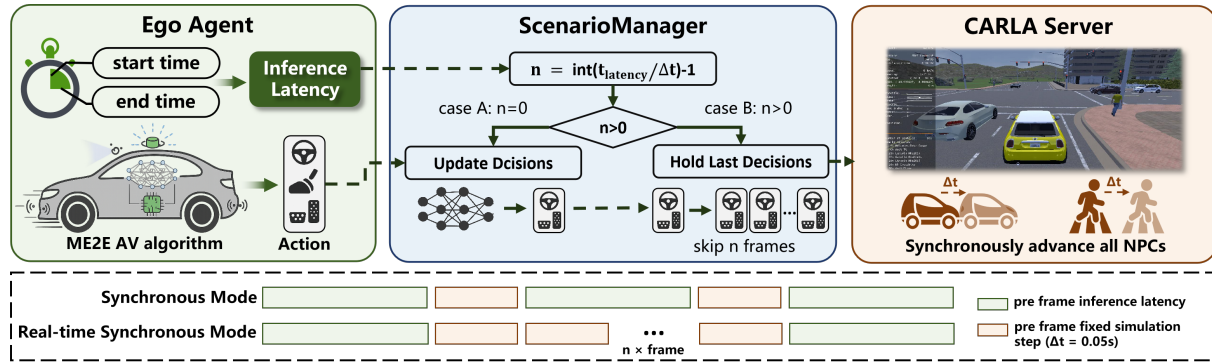 Ego Agent
start time
end time
Inference
Latency
ME2E AV algorithm
Action
ScenarioManager
n = int(t_latency/Δt)-1
case A: n=0
case B: n>0
n>0
Update Dcisions
Hold Last Decisions
...
skip n frames
CARLA Server
Δt
Δt
Synchronously advance all NPCs
Synchronous Mode
Real-time Synchronous Mode
...
n × frame
pre frame inference latency
pre frame fixed simulation
step (Δt = 0.05s)